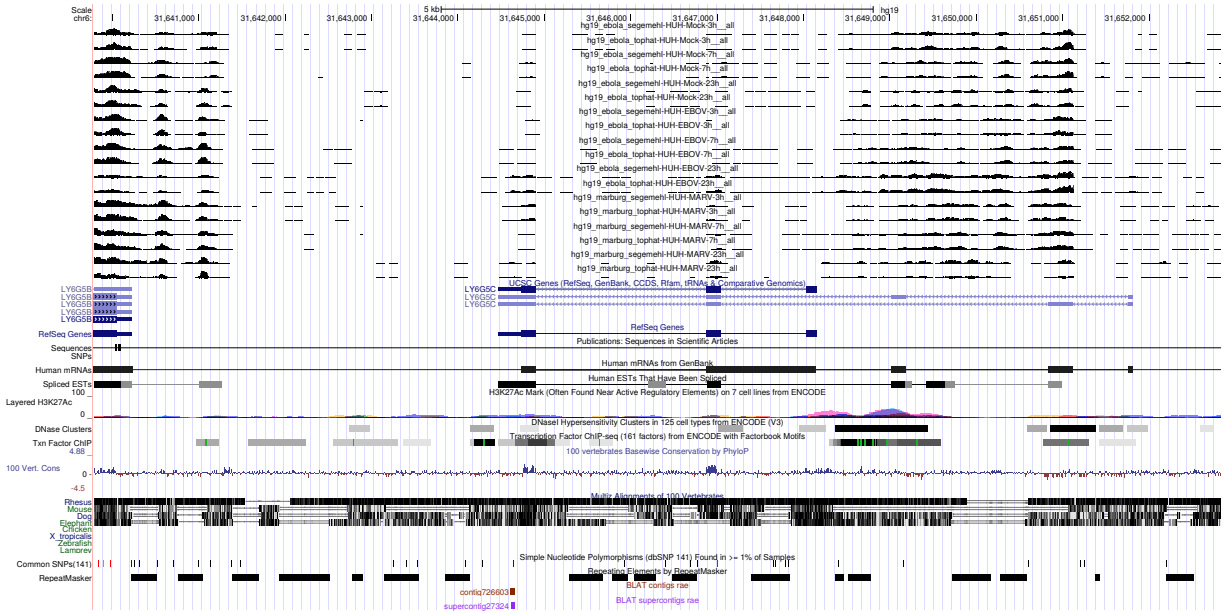 Scale 5 kb hg19
chr6: 31,641,000 31,642,000 31,643,000 31,644,000 31,645,000 31,646,000 31,647,000 31,648,000 31,649,000 31,650,000 31,651,000 31,652,000
hg19_ebola_segemehl-HUH-Mock-3h__all
hg19_ebola_tophat-HUH-Mock-3h__all
hg19_ebola_segemehl-HUH-Mock-7h__all
hg19_ebola_tophat-HUH-Mock-7h__all
hg19_ebola_segemehl-HUH-Mock-23h__all
hg19_ebola_tophat-HUH-Mock-23h__all
hg19_ebola_segemehl-HUH-EBOV-3h__all
hg19_ebola_tophat-HUH-EBOV-3h__all
hg19_ebola_segemehl-HUH-EBOV-7h__all
hg19_ebola_tophat-HUH-EBOV-7h__all
hg19_ebola_segemehl-HUH-EBOV-23h__all
hg19_ebola_tophat-HUH-EBOV-23h__all
hg19_marburg_segemehl-HUH-MARV-3h__all
hg19_marburg_tophat-HUH-MARV-3h__all
hg19_marburg_segemehl-HUH-MARV-7h__all
hg19_marburg_tophat-HUH-MARV-7h__all
hg19_marburg_segemehl-HUH-MARV-23h__all
hg19_marburg_tophat-HUH-MARV-23h__all
UCSC Genes (RefSeq, GenBank, CCDS, Rfam, tRNAs & Comparative Genomics)
LY6G5B LY6G5C
LY6G5B LY6G5C
LY6G5B LY6G5C
LY6G5B
LY6G5B
RefSeq Genes
RefSeq Genes
Publications: Sequences in Scientific Articles
Sequences
SNPs
Human mRNAs from GenBank
Human mRNAs
Human ESTs That Have Been Spliced
Spliced ESTs
H3K27Ac Mark (Often Found Near Active Regulatory Elements) on 7 cell lines from ENCODE
100
Layered H3K27Ac
0
DNaseI Hypersensitivity Clusters in 125 cell types from ENCODE (V3)
DNase Clusters
Transcription Factor ChIP-seq (161 factors) from ENCODE with Factorbook Motifs
Txn Factor ChIP
100 vertebrates Basewise Conservation by PhyloP
4.88
100 Vert. Cons
0
-4.5
Multiz Alignments of 100 Vertebrates
Rhesus
Mouse
Dog
Elephant
Chicken
X_tropicalis
Zebrafish
Lamprey
Simple Nucleotide Polymorphisms (dbSNP 141) Found in >= 1% of Samples
Common SNPs(141)
Repeating Elements by RepeatMasker
RepeatMasker
BLAT contigs rae
contig726603
BLAT supercontigs rae
supercontig27324